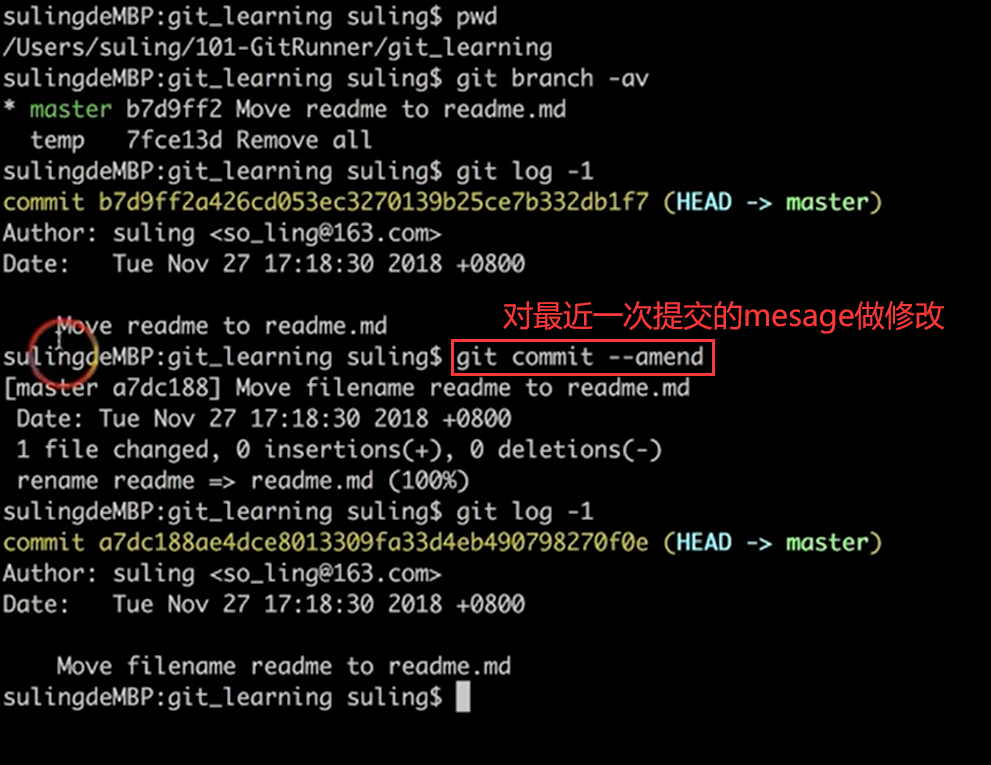 sulingdeMBP:git_learning suling$ pwd
/Users/suling/101-GitRunner/git_learning
sulingdeMBP:git_learning suling$ git branch -av
* master b7d9ff2 Move readme to readme.md
  temp   7fce13d Remove all
sulingdeMBP:git_learning suling$ git log -1
commit b7d9ff2a426cd053ec3270139b25ce7b332db1f7 (HEAD -> master)
Author: suling <so_ling@163.com>
Date:   Tue Nov 27 17:18:30 2018 +0800
    Move readme to readme.md
对最近一次提交的mesage做修改
sulingdeMBP:git_learning suling$ git commit --amend
[master a7dc188] Move filename readme to readme.md
 Date: Tue Nov 27 17:18:30 2018 +0800
 1 file changed, 0 insertions(+), 0 deletions(-)
 rename readme => readme.md (100%)
sulingdeMBP:git_learning suling$ git log -1
commit a7dc188ae4dce8013309fa33d4eb490798270f0e (HEAD -> master)
Author: suling <so_ling@163.com>
Date:   Tue Nov 27 17:18:30 2018 +0800
    Move filename readme to readme.md
sulingdeMBP:git_learning suling$